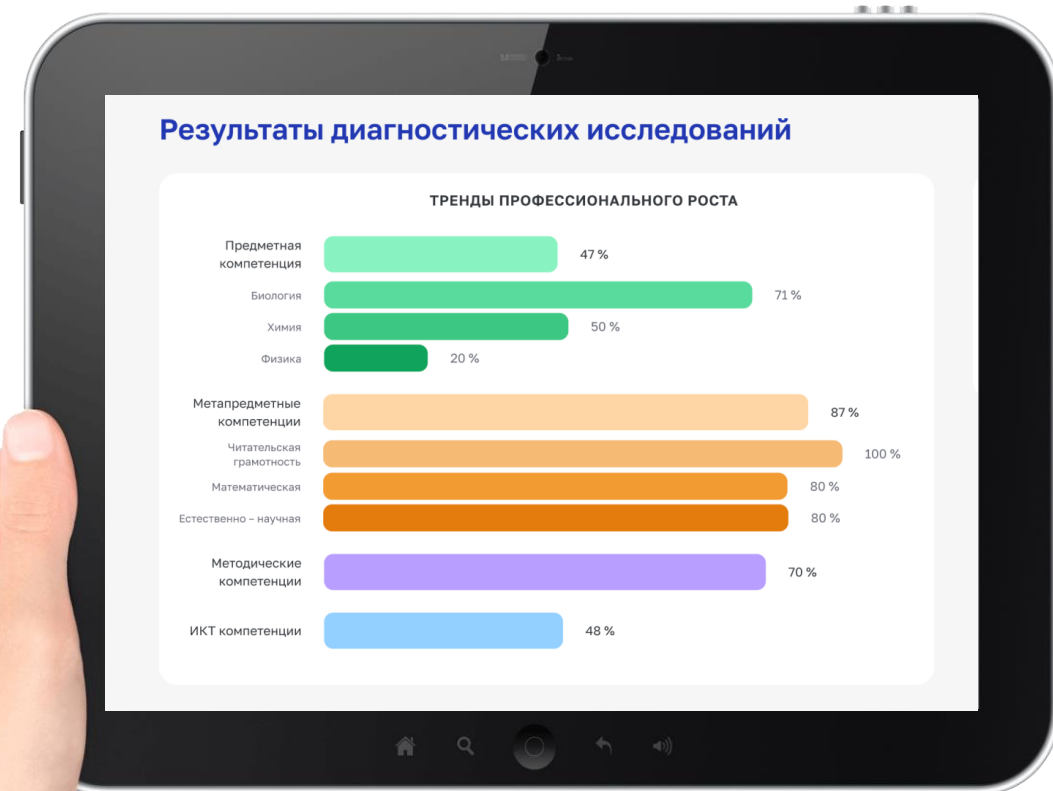 Результаты диагностических исследований
ТРЕНДЫ ПРОФЕССИОНАЛЬНОГО РОСТА
Предметная
компетенция
47 %
Биология
71 %
Химия
50 %
Физика
20 %
Метапредметные
компетенции
87 %
Читательская
грамотность
100 %
Математическая
80 %
Естественно – научная
80 %
Методические
компетенции
70 %
ИКТ компетенции
48 %